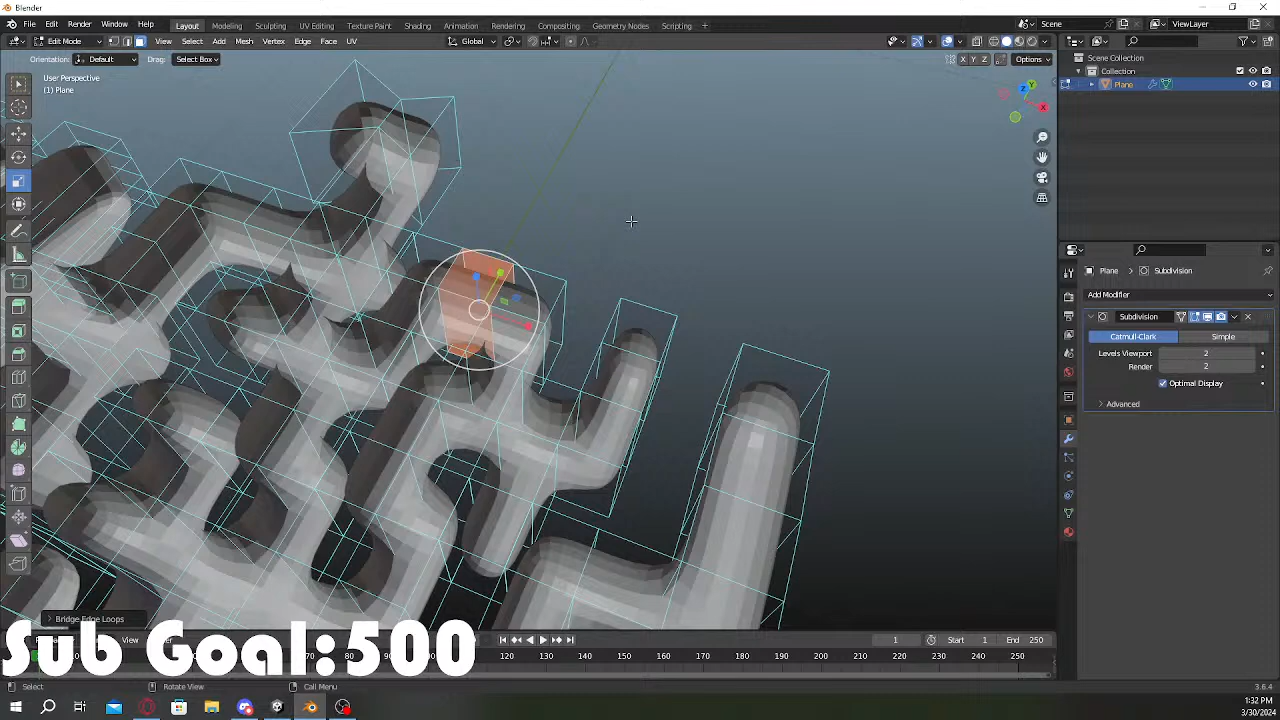 Blender
File Edit Render Window Help Layout Modeling Sculpting UV Editing Texture Paint Shading Animation Rendering Compositing Geometry Nodes Scripting + Scene ViewLayer
Edit Mode View Select Add Mesh Vertex Edge Face UV Global
Orientation: Default Drag: Select Box X Y Z Options
User Perspective
(1) Plane
Scene Collection
Collection
Plane
Plane Subdivision
Add Modifier
Subdivision
Catmull-Clark Simple
Levels Viewport 2
Render 2
Optimal Display
Advanced
Bridge Edge Loops
Sub Goal:500
View 1 Start 1 End 250
120 130 140 150 160 170 180 190 200 210 220 230 240 250
Select Rotate View Call Menu 3.6.4
1:32 PM
3/30/2024